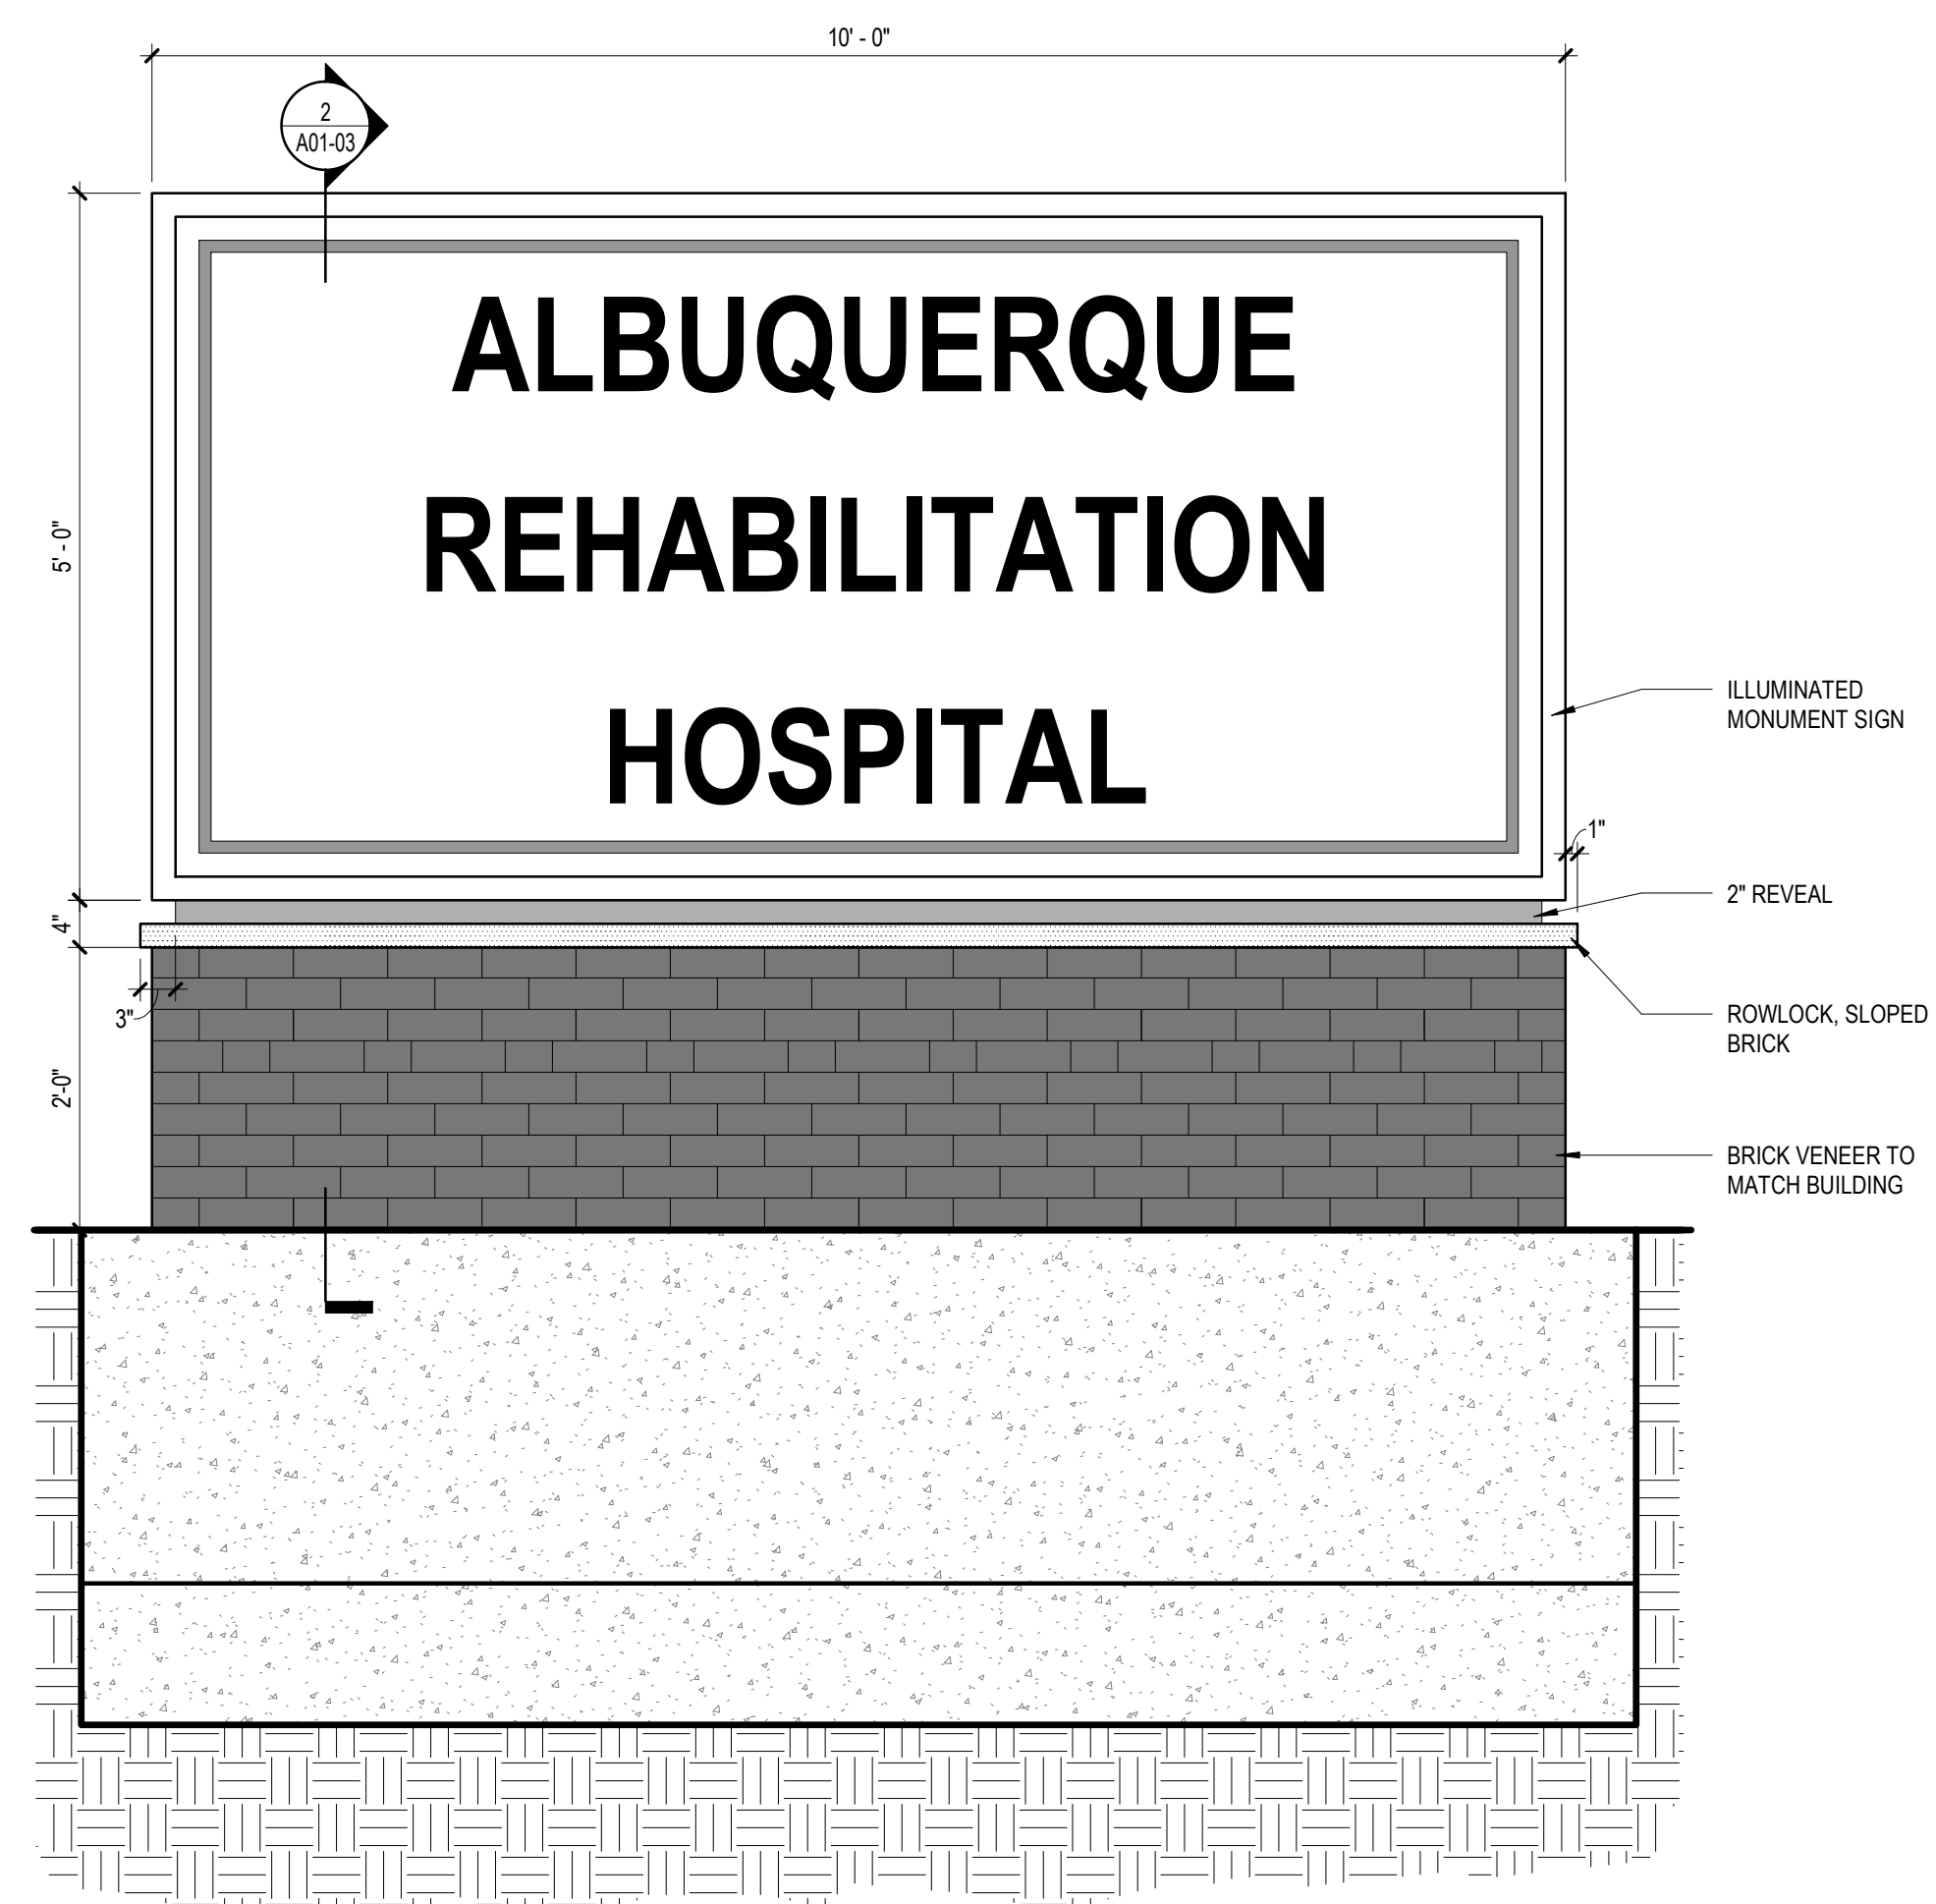 10' - 0"
2
A01-03
ALBUQUERQUE
REHABILITATION
HOSPITAL
5' - 0"
ILLUMINATED
MONUMENT SIGN
1"
2" REVEAL
4"
3"
ROWLOCK, SLOPED
BRICK
2'-0"
BRICK VENEER TO
MATCH BUILDING